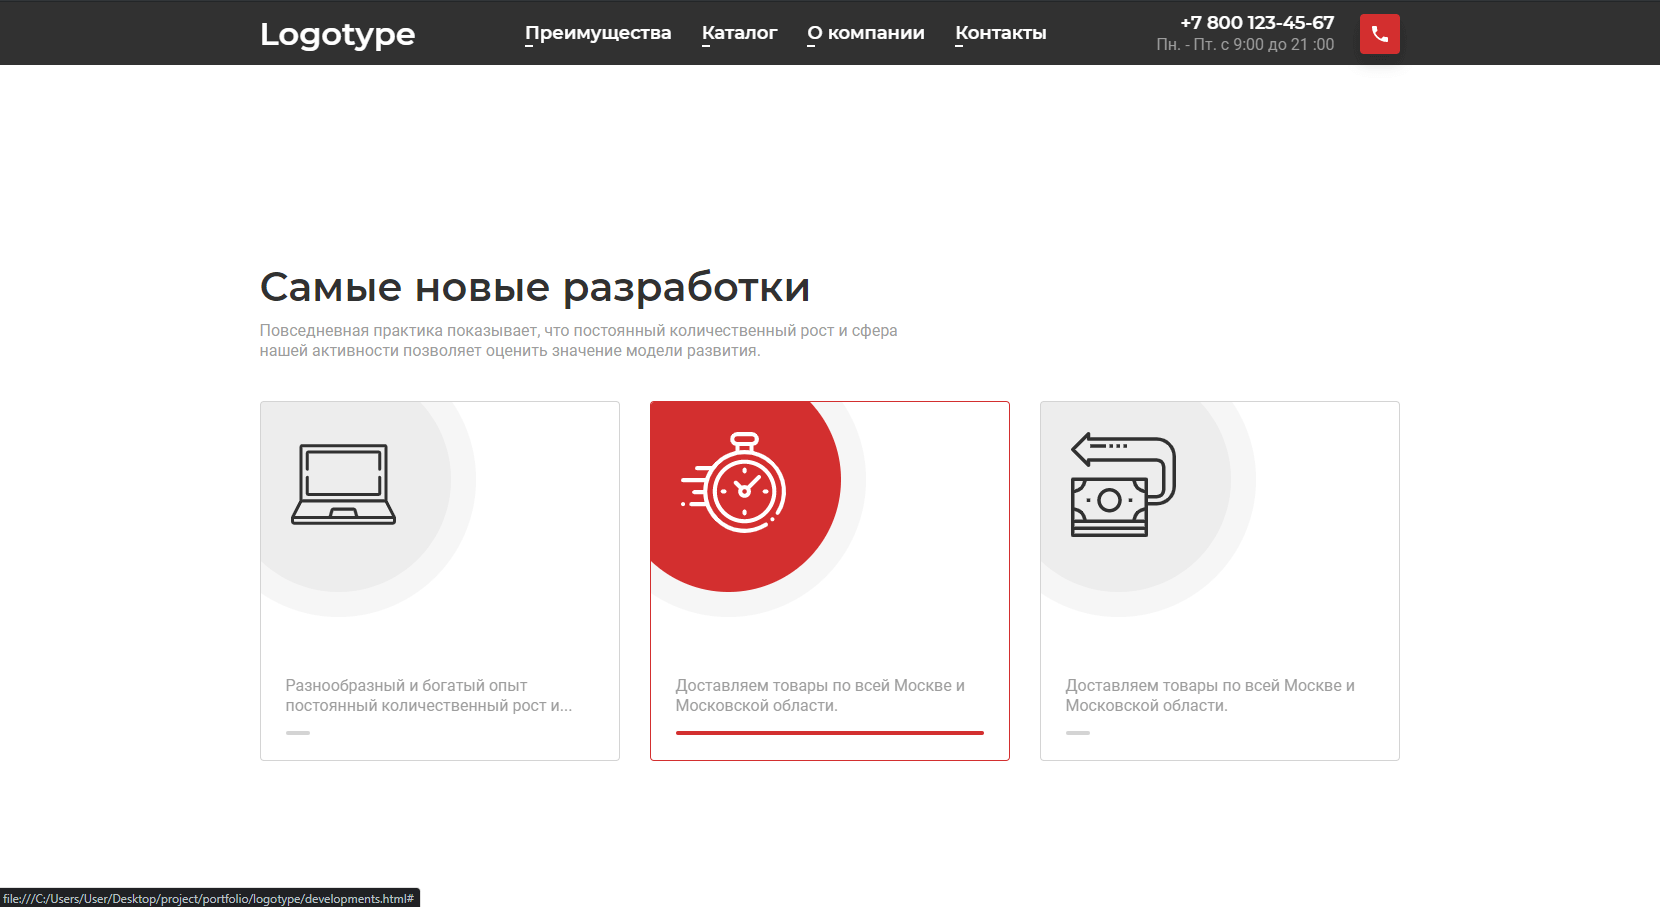 Logotype
Преимущества
Каталог
О компании
Контакты
+7 800 123-45-67
Пн. - Пт. с 9:00 до 21 :00
Самые новые разработки
Повседневная практика показывает, что постоянный количественный рост и сфера
нашей активности позволяет оценить значение модели развития.
Разнообразный и богатый опыт
постоянный количественный рост и...
Доставляем товары по всей Москве и
Московской области.
Доставляем товары по всей Москве и
Московской области.
file:///C:/Users/User/Desktop/project/portfolio/logotype/developments.html#